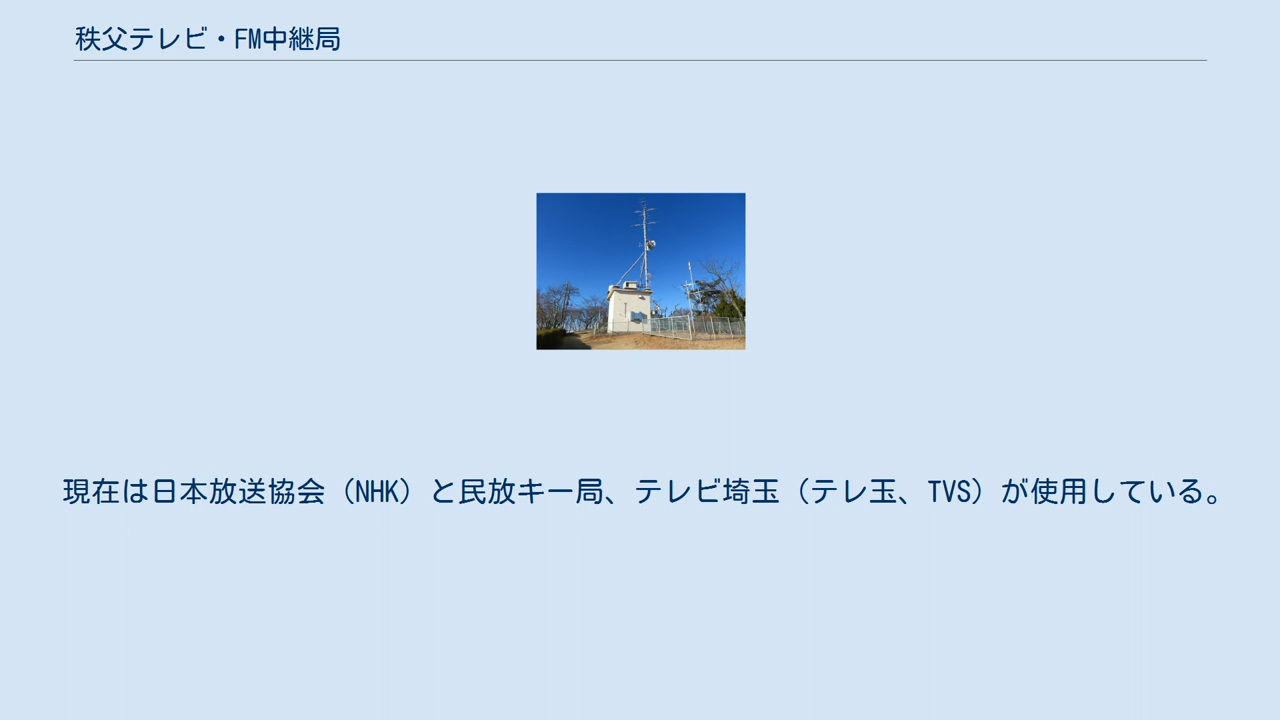 秩父テレビ・FM中継局
現在は日本放送協会（NHK）と民放キー局、テレビ埼玉（テレ玉、TVS）が使用している。